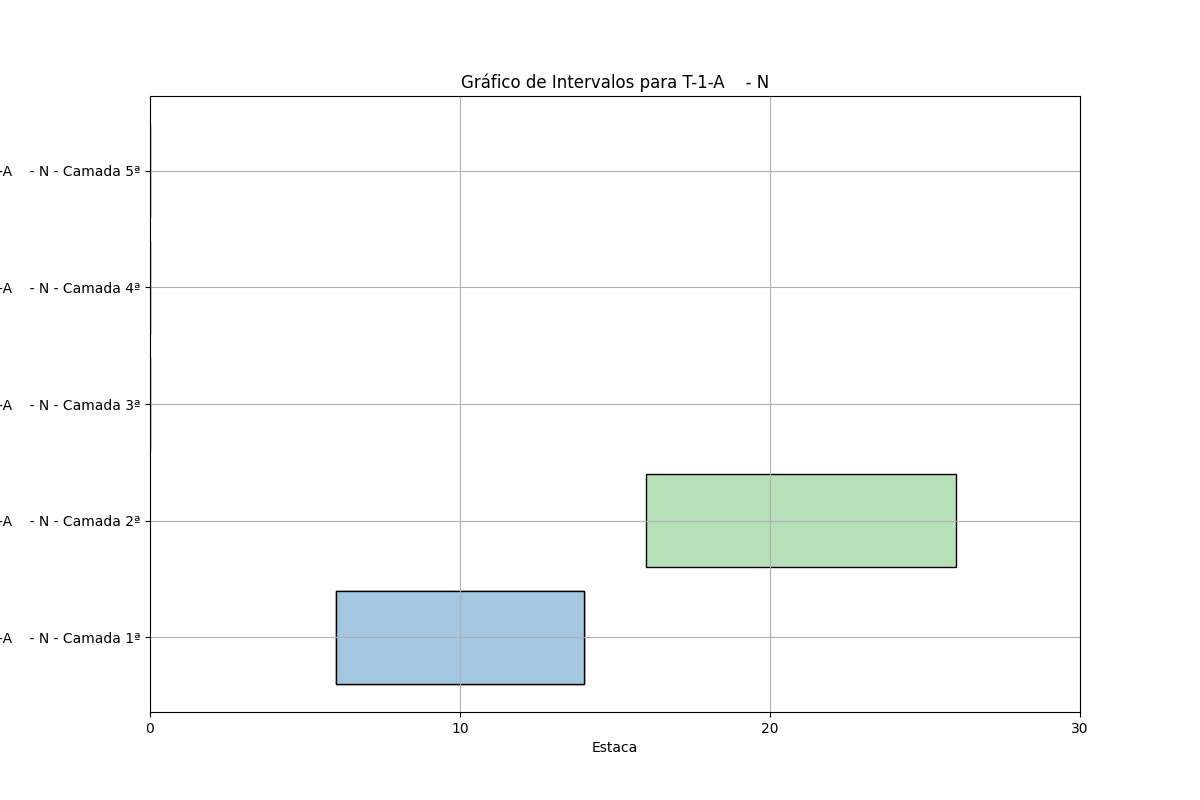 Gráfico de Intervalos para T-1-A    - N
-A    - N - Camada 5ª
-A    - N - Camada 4ª
-A    - N - Camada 3ª
-A    - N - Camada 2ª
-A    - N - Camada 1ª
0 10 20 30
Estaca